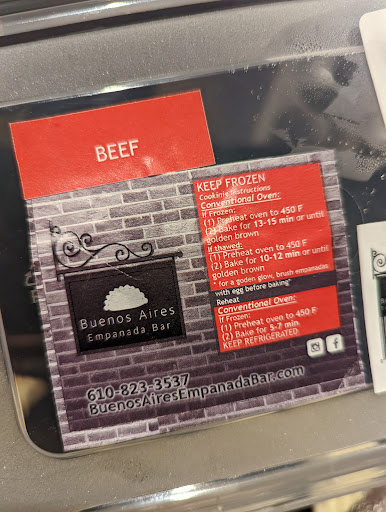 BEEF
KEEP FROZEN
Cooking Instructions
Conventional Oven:
If Frozen:
(1) Preheat oven to 450 F
(2) Bake for 13-15 min or until
golden brown
If thawed:
(1) Preheat oven to 450 F
(2) Bake for 10-12 min or until
golden brown
* for a goden glow, brush empanadas
with egg before baking*
Reheat
Conventional Oven:
If Frozen:
(1) Preheat oven to 450 F
(2) Bake for 5-7 min
KEEP REFRIGERATED
Buenos Aires
Empanada Bar
610-823-3537
BuenosAiresEmpanadaBar.com